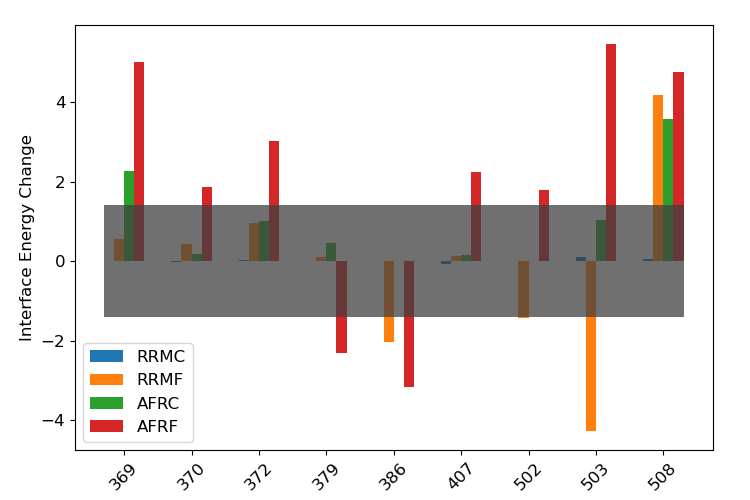 Interface Energy Change
4
2
0
−2
−4
RRMC
RRMF
AFRC
AFRF
369 370 372 379 386 407 502 503 508